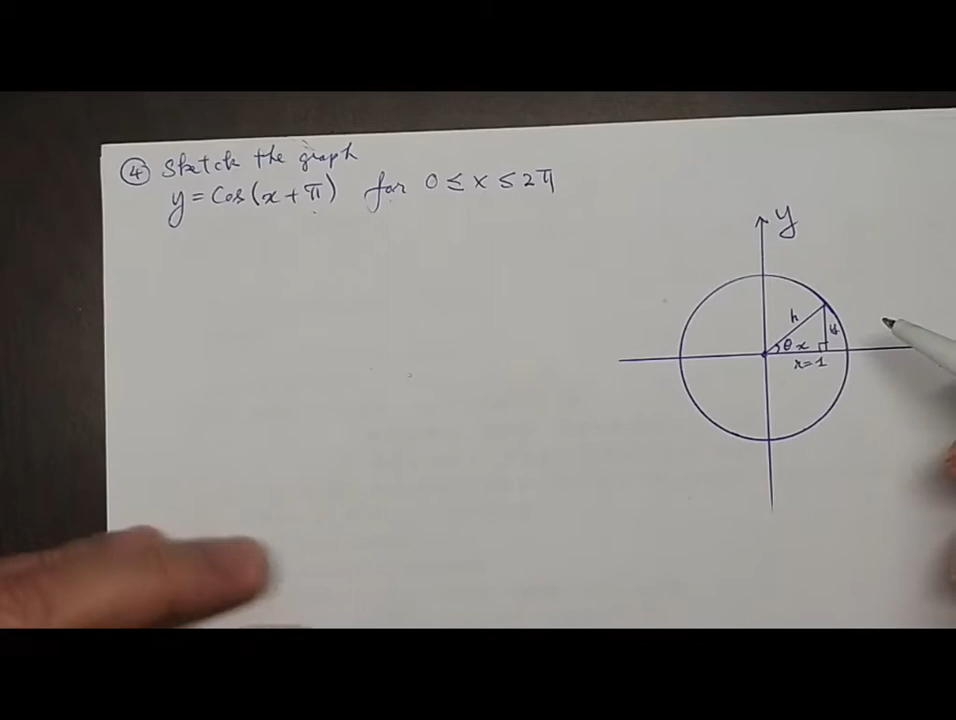 ④ Sketch the graph
y = Cos(x + π) for 0 ≤ x ≤ 2π
y
h
y
θ x
r = 1